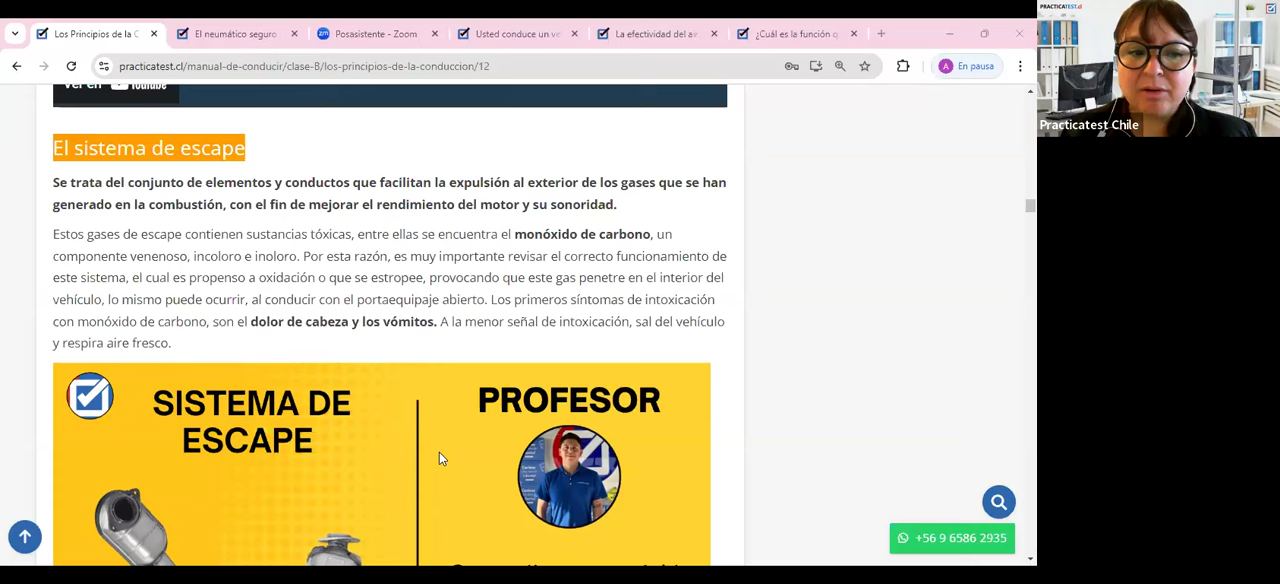 Los Principios de la C
El neumático seguro
Posasistente - Zoom
Usted conduce un ve
La efectividad del ai
¿Cuál es la función q
practicatest.cl/manual-de-conducir/clase-B/los-principios-de-la-conduccion/12
A
En pausa
PRACTICATEST.cl
Practicatest Chile
Ver en YouTube
El sistema de escape
Se trata del conjunto de elementos y conductos que facilitan la expulsión al exterior de los gases que se han
generado en la combustión, con el fin de mejorar el rendimiento del motor y su sonoridad.
Estos gases de escape contienen sustancias tóxicas, entre ellas se encuentra el monóxido de carbono, un
componente venenoso, incoloro e inoloro. Por esta razón, es muy importante revisar el correcto funcionamiento de
este sistema, el cual es propenso a oxidación o que se estropee, provocando que este gas penetre en el interior del
vehículo, lo mismo puede ocurrir, al conducir con el portaequipaje abierto. Los primeros síntomas de intoxicación
con monóxido de carbono, son el dolor de cabeza y los vómitos. A la menor señal de intoxicación, sal del vehículo
y respira aire fresco.
SISTEMA DE
ESCAPE
PROFESOR
+56 9 6586 2935